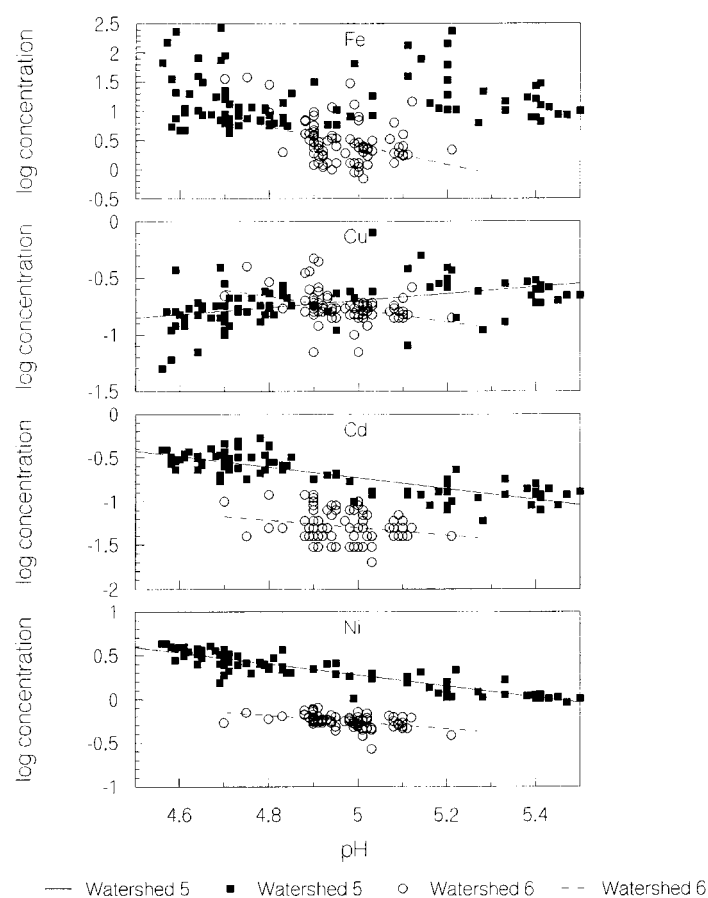 2.5
Fe
2
1.5
1
0.5
0
-0.5
log concentration
0
Cu
-0.5
-1
-1.5
log concentration
0
Cd
-0.5
-1
-1.5
-2
log concentration
1
Ni
0.5
0
-0.5
-1
log concentration
4.6 4.8 5 5.2 5.4
pH
Watershed 5 Watershed 5 Watershed 6 Watershed 6